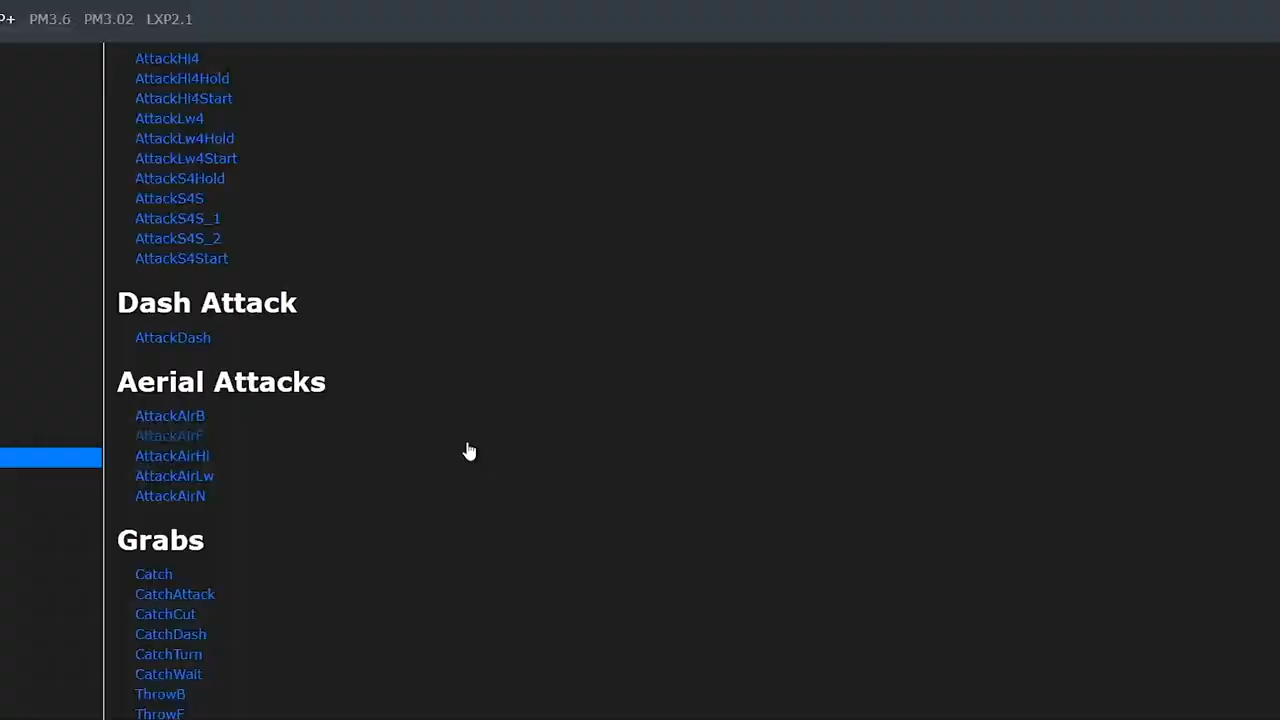 P+ PM3.6 PM3.02 LXP2.1
AttackHi4
AttackHi4Hold
AttackHi4Start
AttackLw4
AttackLw4Hold
AttackLw4Start
AttackS4Hold
AttackS4S
AttackS4S_1
AttackS4S_2
AttackS4Start
Dash Attack
AttackDash
Aerial Attacks
AttackAirB
AttackAirF
AttackAirHi
AttackAirLw
AttackAirN
Grabs
Catch
CatchAttack
CatchCut
CatchDash
CatchTurn
CatchWait
ThrowB
ThrowF